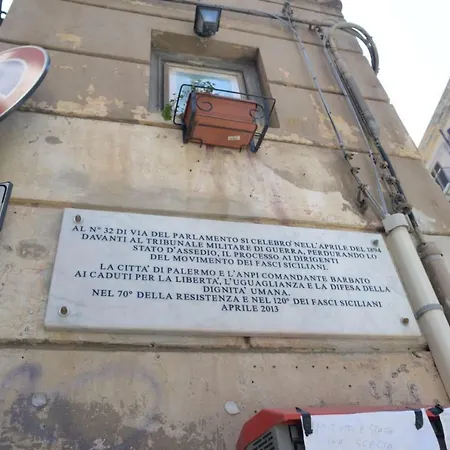 AL N° 32 DI VIA DEL PARLAMENTO SI CELEBRO' NELL'APRILE DEL 1894
DAVANTI AL TRIBUNALE MILITARE DI GUERRA, PERDURANDO LO
STATO D'ASSEDIO, IL PROCESSO AI DIRIGENTI
DEL MOVIMENTO DEI FASCI SICILIANI.
LA CITTA' DI PALERMO E L'ANPI COMANDANTE BARBATO
AI CADUTI PER LA LIBERTÀ, L'UGUAGLIANZA E LA DIFESA DELLA
DIGNITA' UMANA.
NEL 70° DELLA RESISTENZA E NEL 120° DEI FASCI SICILIANI
APRILE 2013